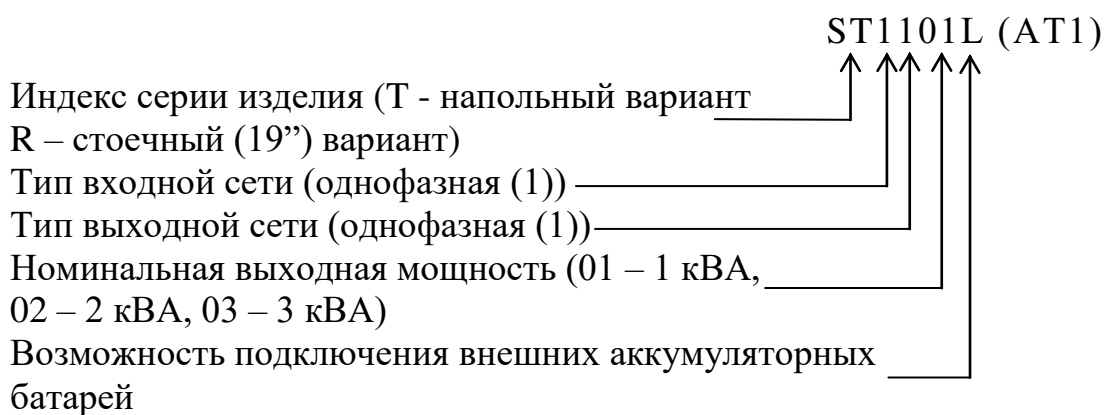 ST1101L (AT1)
Индекс серии изделия (Т - напольный вариант
R – стоечный (19”) вариант)
Тип входной сети (однофазная (1))
Тип выходной сети (однофазная (1))
Номинальная выходная мощность (01 – 1 кВА,
02 – 2 кВА, 03 – 3 кВА)
Возможность подключения внешних аккумуляторных
батарей